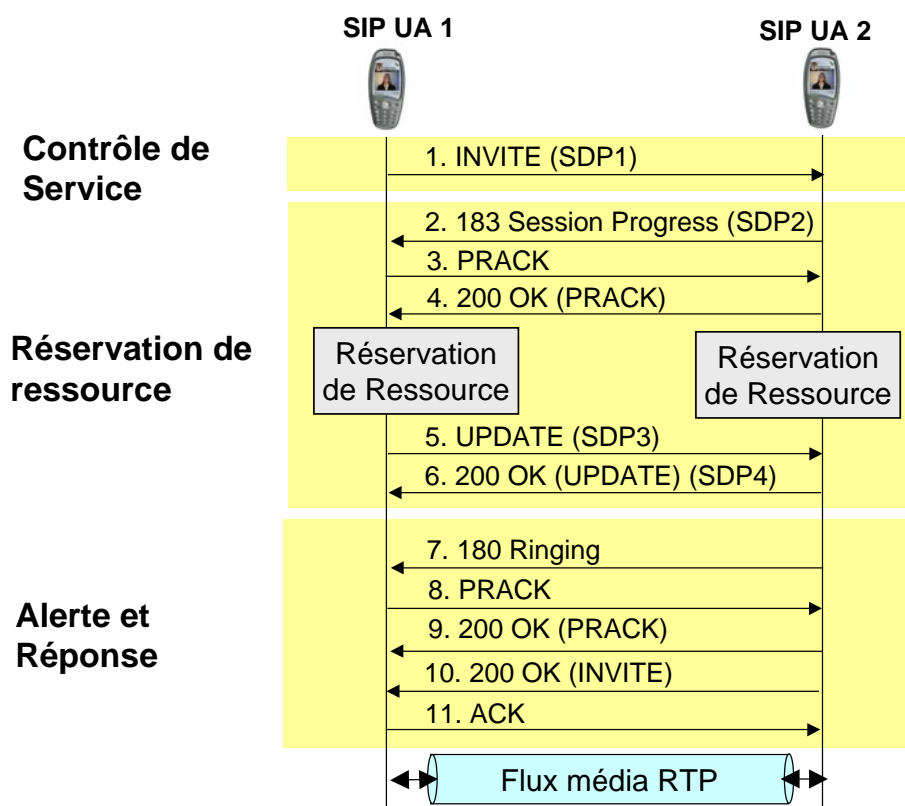 SIP UA 1
SIP UA 2
Contrôle de
Service
1. INVITE (SDP1)
2. 183 Session Progress (SDP2)
3. PRACK
4. 200 OK (PRACK)
Réservation de
ressource
Réservation
de Ressource
Réservation
de Ressource
5. UPDATE (SDP3)
6. 200 OK (UPDATE) (SDP4)
7. 180 Ringing
8. PRACK
Alerte et
Réponse
9. 200 OK (PRACK)
10. 200 OK (INVITE)
11. ACK
Flux média RTP